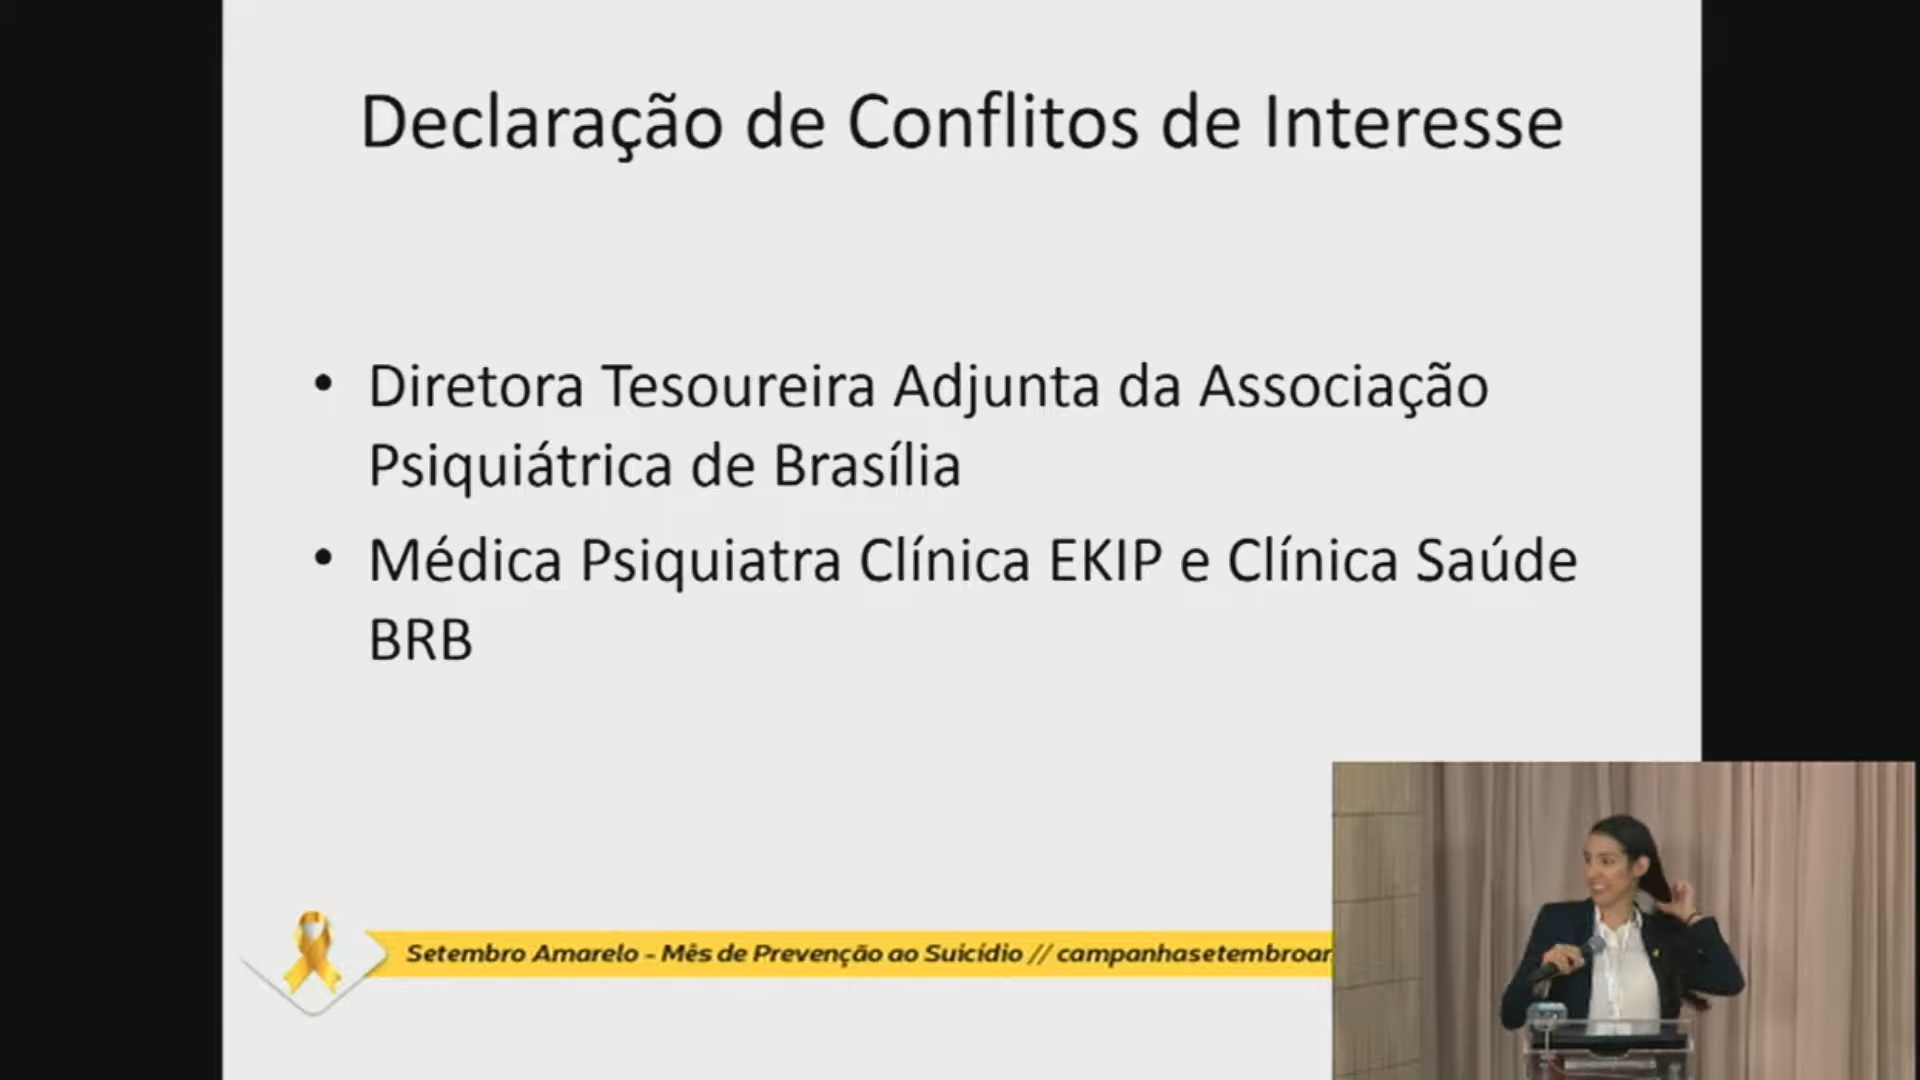 Declaração de Conflitos de Interesse
• Diretora Tesoureira Adjunta da Associação
Psiquiátrica de Brasília
• Médica Psiquiatra Clínica EKIP e Clínica Saúde
BRB
Setembro Amarelo - Mês de Prevenção ao Suicídio // campanhasetembroar